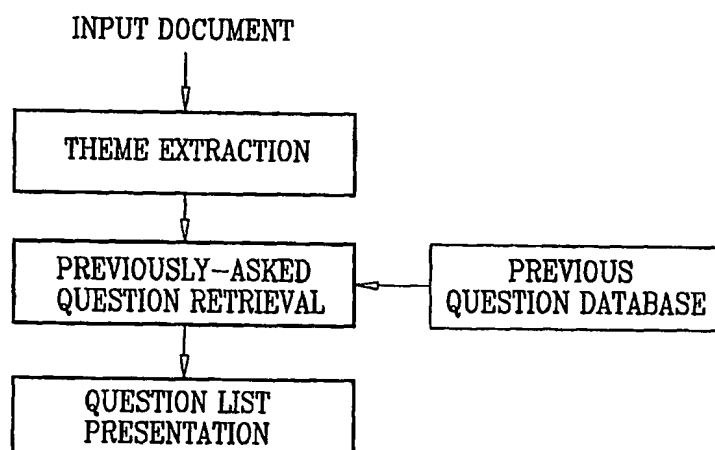 INPUT DOCUMENT
THEME EXTRACTION
PREVIOUSLY-ASKED
QUESTION RETRIEVAL
PREVIOUS
QUESTION DATABASE
QUESTION LIST
PRESENTATION